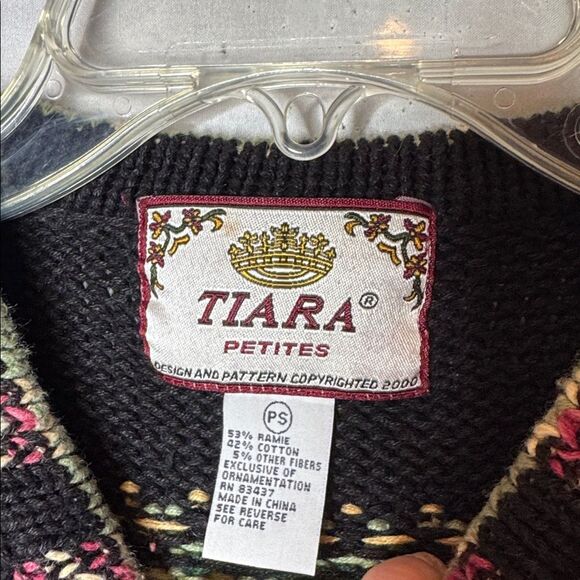 TIARA®
PETITES
DESIGN AND PATTERN COPYRIGHTED 2000
PS
53% RAMIE
42% COTTON
5% OTHER FIBERS
EXCLUSIVE OF
ORNAMENTATION
RN 83437
MADE IN CHINA
SEE REVERSE
FOR CARE